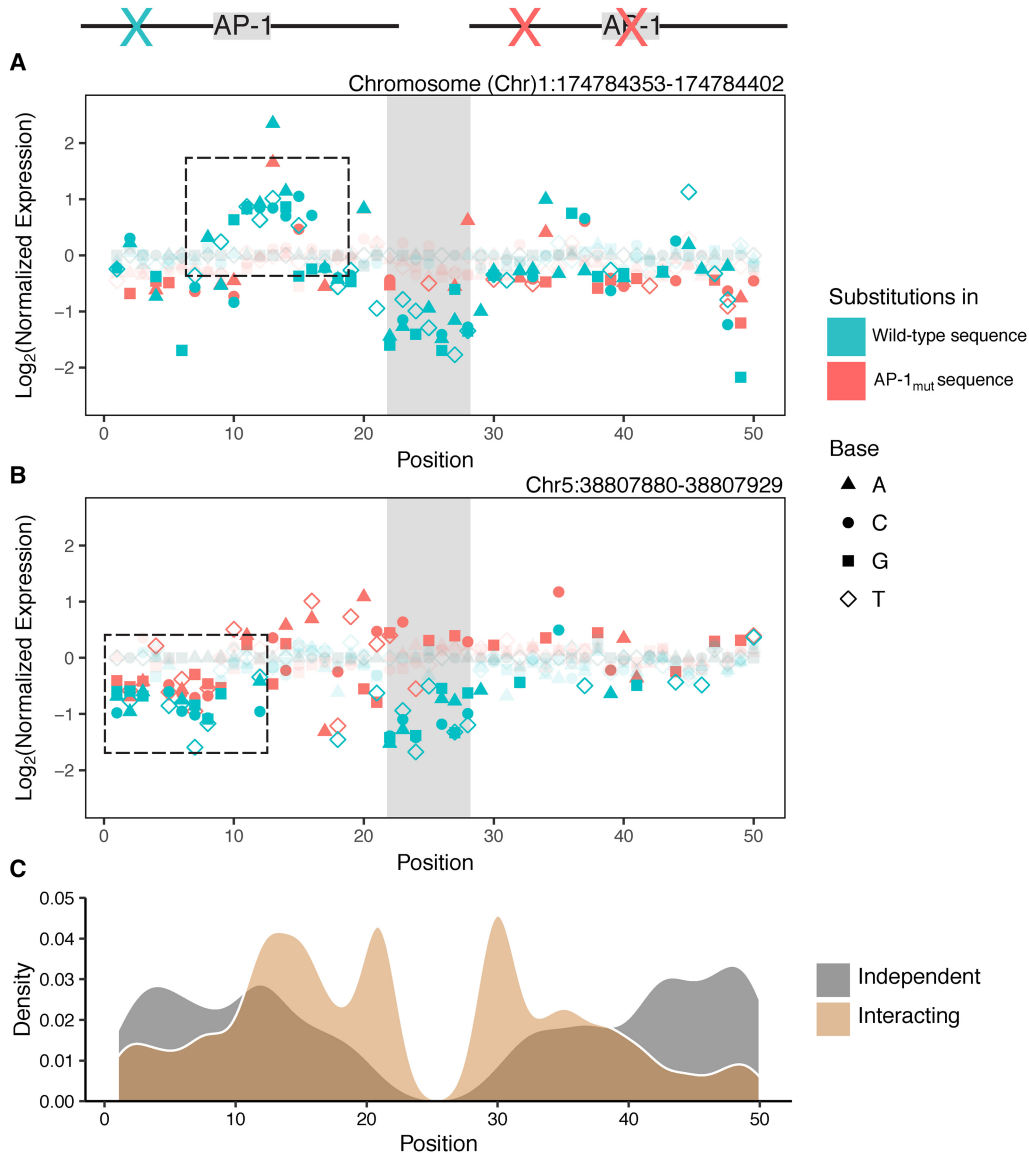 AP-1 AP-1
A
Chromosome (Chr)1:174784353-174784402
Log2(Normalized Expression)
2
1
0
−1
−2
0 10 20 30 40 50
Position
Substitutions in
Wild-type sequence
AP-1mut sequence
Base
A
C
G
T
B
Chr5:38807880-38807929
Log2(Normalized Expression)
2
1
0
−1
−2
0 10 20 30 40 50
Position
C
Density
0.05
0.04
0.03
0.02
0.01
0.00
0 10 20 30 40 50
Position
Independent
Interacting